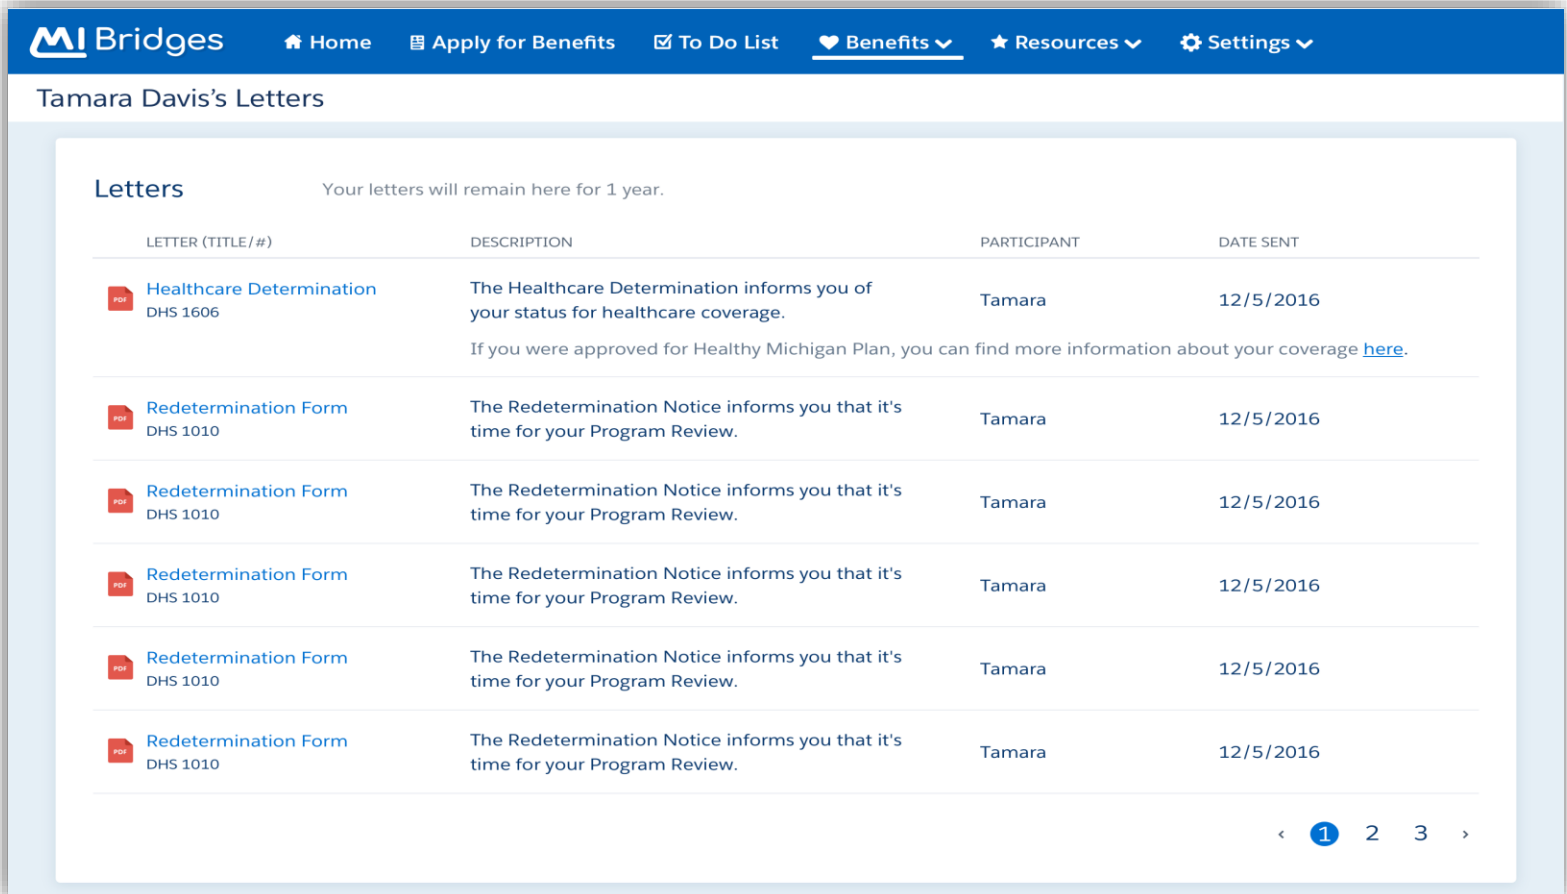 MI Bridges Home Apply for Benefits To Do List Benefits Resources Settings
Tamara Davis’s Letters
Letters Your letters will remain here for 1 year.
LETTER (TITLE/#) DESCRIPTION PARTICIPANT DATE SENT
PDF Healthcare Determination The Healthcare Determination informs you of Tamara 12/5/2016
DHS 1606 your status for healthcare coverage.
If you were approved for Healthy Michigan Plan, you can find more information about your coverage here.
PDF Redetermination Form The Redetermination Notice informs you that it's Tamara 12/5/2016
DHS 1010 time for your Program Review.
PDF Redetermination Form The Redetermination Notice informs you that it's Tamara 12/5/2016
DHS 1010 time for your Program Review.
PDF Redetermination Form The Redetermination Notice informs you that it's Tamara 12/5/2016
DHS 1010 time for your Program Review.
PDF Redetermination Form The Redetermination Notice informs you that it's Tamara 12/5/2016
DHS 1010 time for your Program Review.
PDF Redetermination Form The Redetermination Notice informs you that it's Tamara 12/5/2016
DHS 1010 time for your Program Review.
‹ 1 2 3 ›